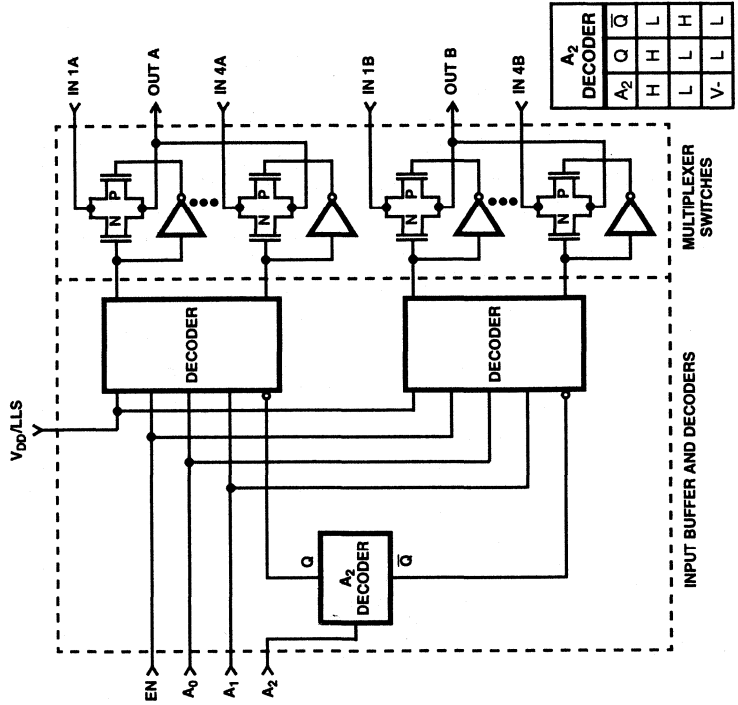 IN 1A
OUT A
IN 4A
IN 1B
OUT B
IN 4B
N P
N P
N P
N P
MULTIPLEXER
SWITCHES
V_DD/LLS
DECODER
DECODER
INPUT BUFFER AND DECODERS
Q
A₂
DECODER
Q̅
EN
A₀
A₁
A₂
A₂
DECODER
A₂ Q Q̅
H H L
L L H
V- L L